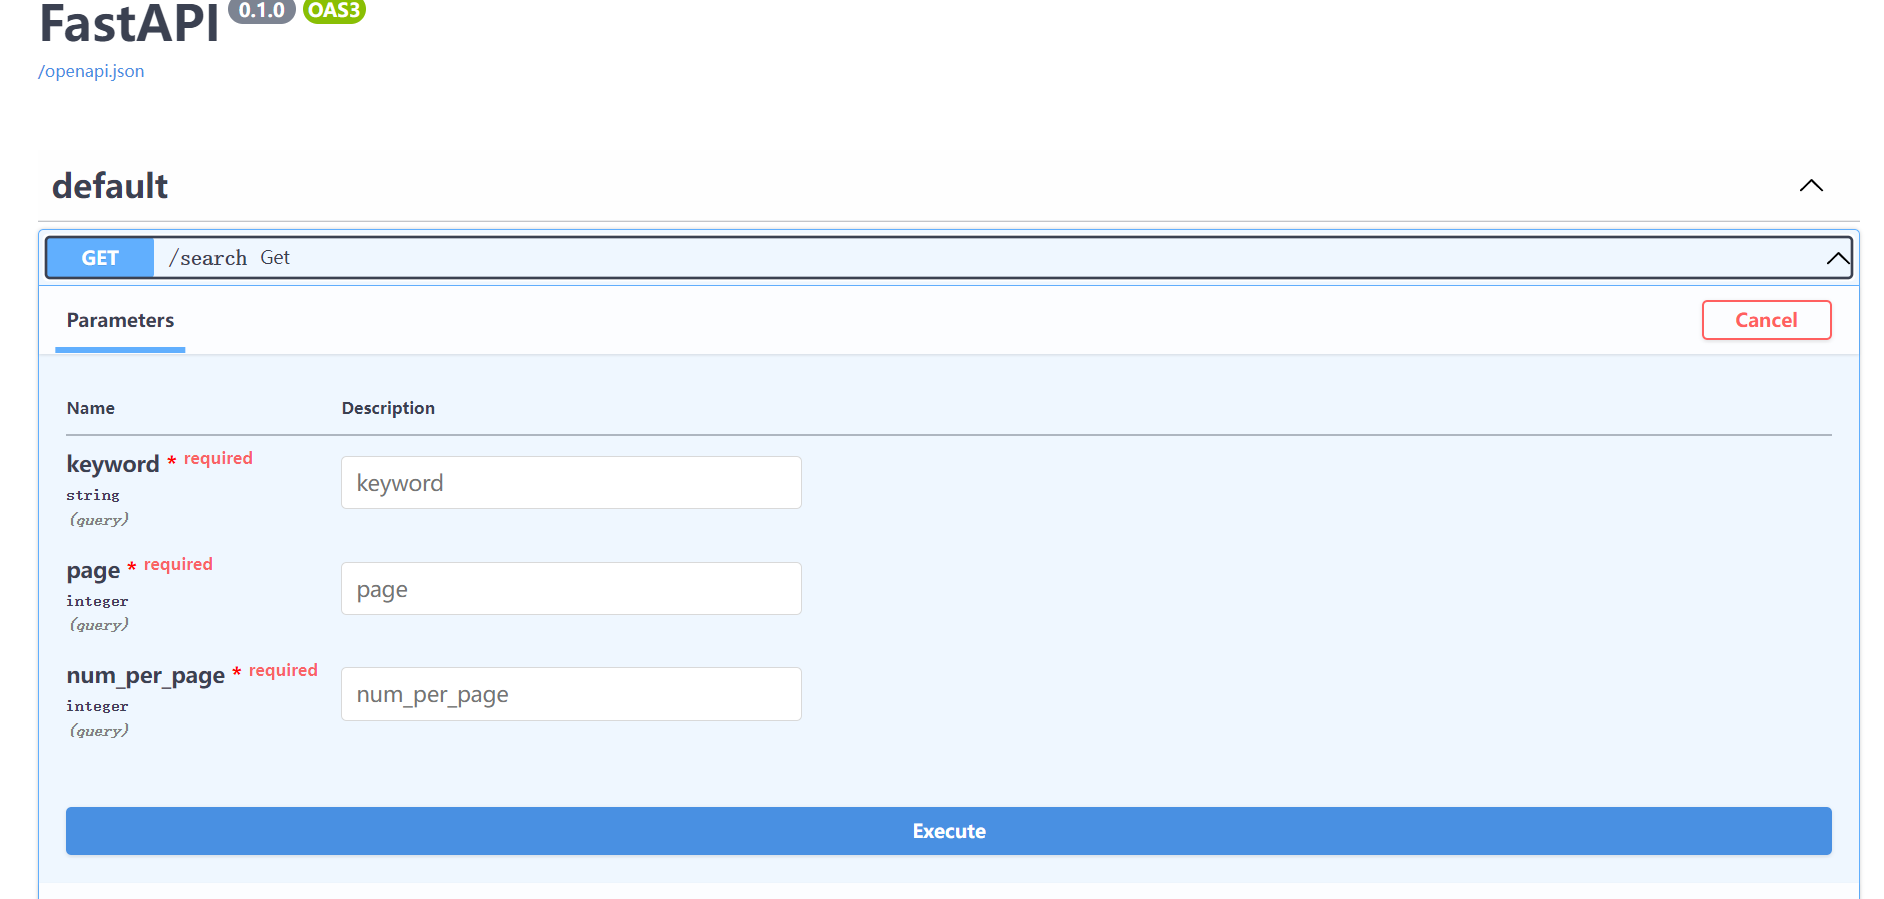 FastAPI 0.1.0 OAS3
/openapi.json
default
GET /search Get
Parameters Cancel
Name Description
keyword * required
keyword
string
(query)
page * required
page
integer
(query)
num_per_page * required
num_per_page
integer
(query)
Execute